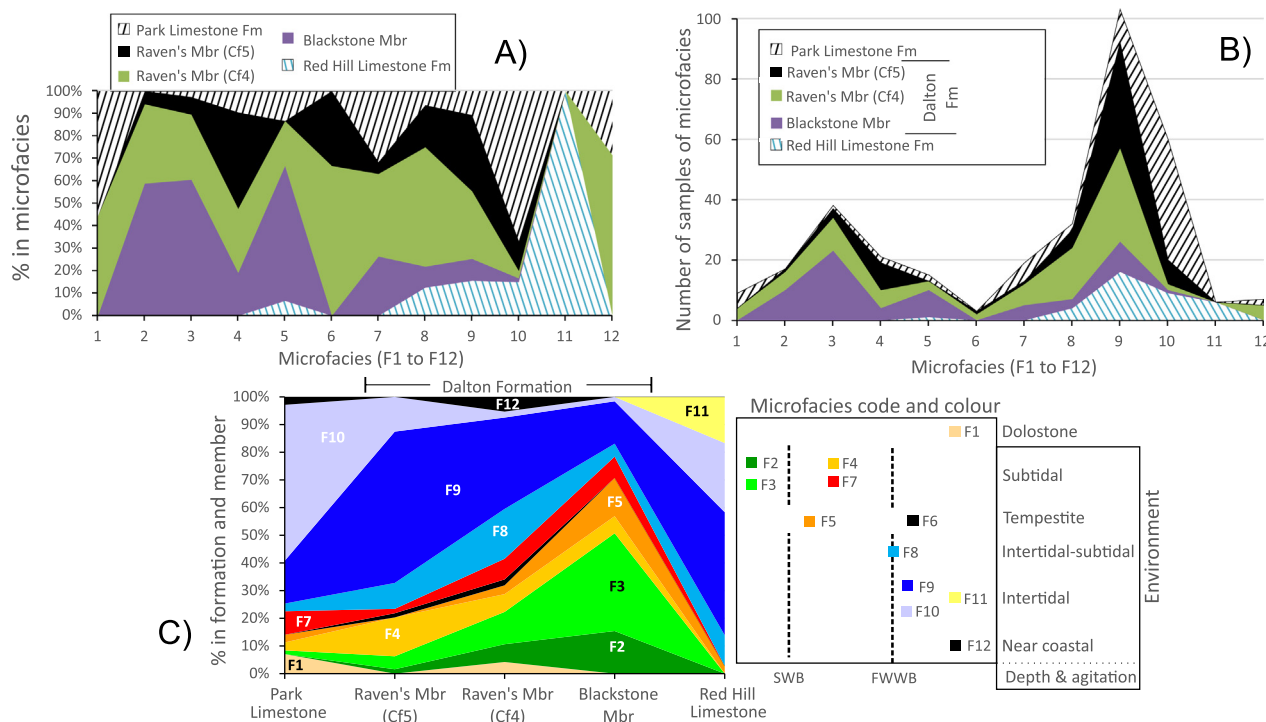 Park Limestone Fm
Raven's Mbr (Cf5)
Raven's Mbr (Cf4)
Blackstone Mbr
Red Hill Limestone Fm
A)
% in microfacies
100%
90%
80%
70%
60%
50%
40%
30%
20%
10%
0%
1 2 3 4 5 6 7 8 9 10 11 12
Microfacies (F1 to F12)
B)
Park Limestone Fm
Raven's Mbr (Cf5)
Raven's Mbr (Cf4)
Blackstone Mbr
Red Hill Limestone Fm
Dalton
Fm
Number of samples of microfacies
100
80
60
40
20
0
1 2 3 4 5 6 7 8 9 10 11 12
Microfacies (F1 to F12)
C)
Dalton Formation
% in formation and member
100%
90%
80%
70%
60%
50%
40%
30%
20%
10%
0%
F12
F11
F10
F9
F8
F5
F3
F7
F4
F2
F1
Park
Limestone
Raven's Mbr
(Cf5)
Raven's Mbr
(Cf4)
Blackstone
Mbr
Red Hill
Limestone
Microfacies code and colour
F1 Dolostone
F2 F4 Subtidal
F3 F7
F5 F6 Tempestite
F8 Intertidal-subtidal
F9
F11 Intertidal
F10
F12 Near coastal
SWB FWWB Depth & agitation
Environment